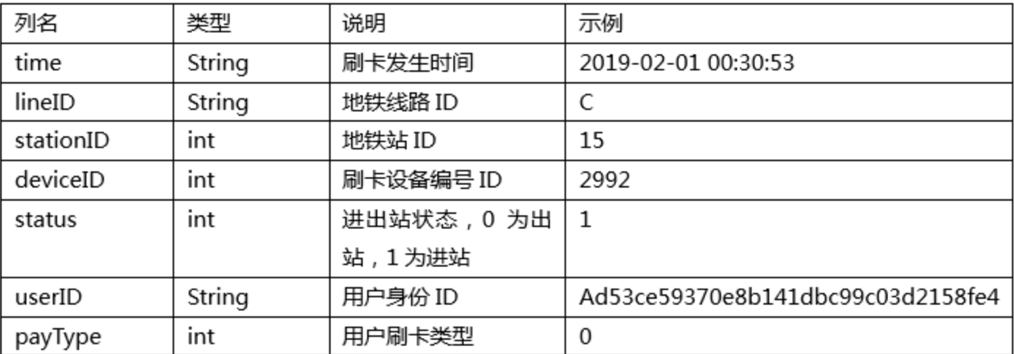 列名 类型 说明 示例
time String 刷卡发生时间 2019-02-01 00:30:53
lineID String 地铁线路 ID C
stationID int 地铁站 ID 15
deviceID int 刷卡设备编号 ID 2992
status int 进出站状态，0 为出 1
站，1 为进站
userID String 用户身份 ID Ad53ce59370e8b141dbc99c03d2158fe4
payType int 用户刷卡类型 0